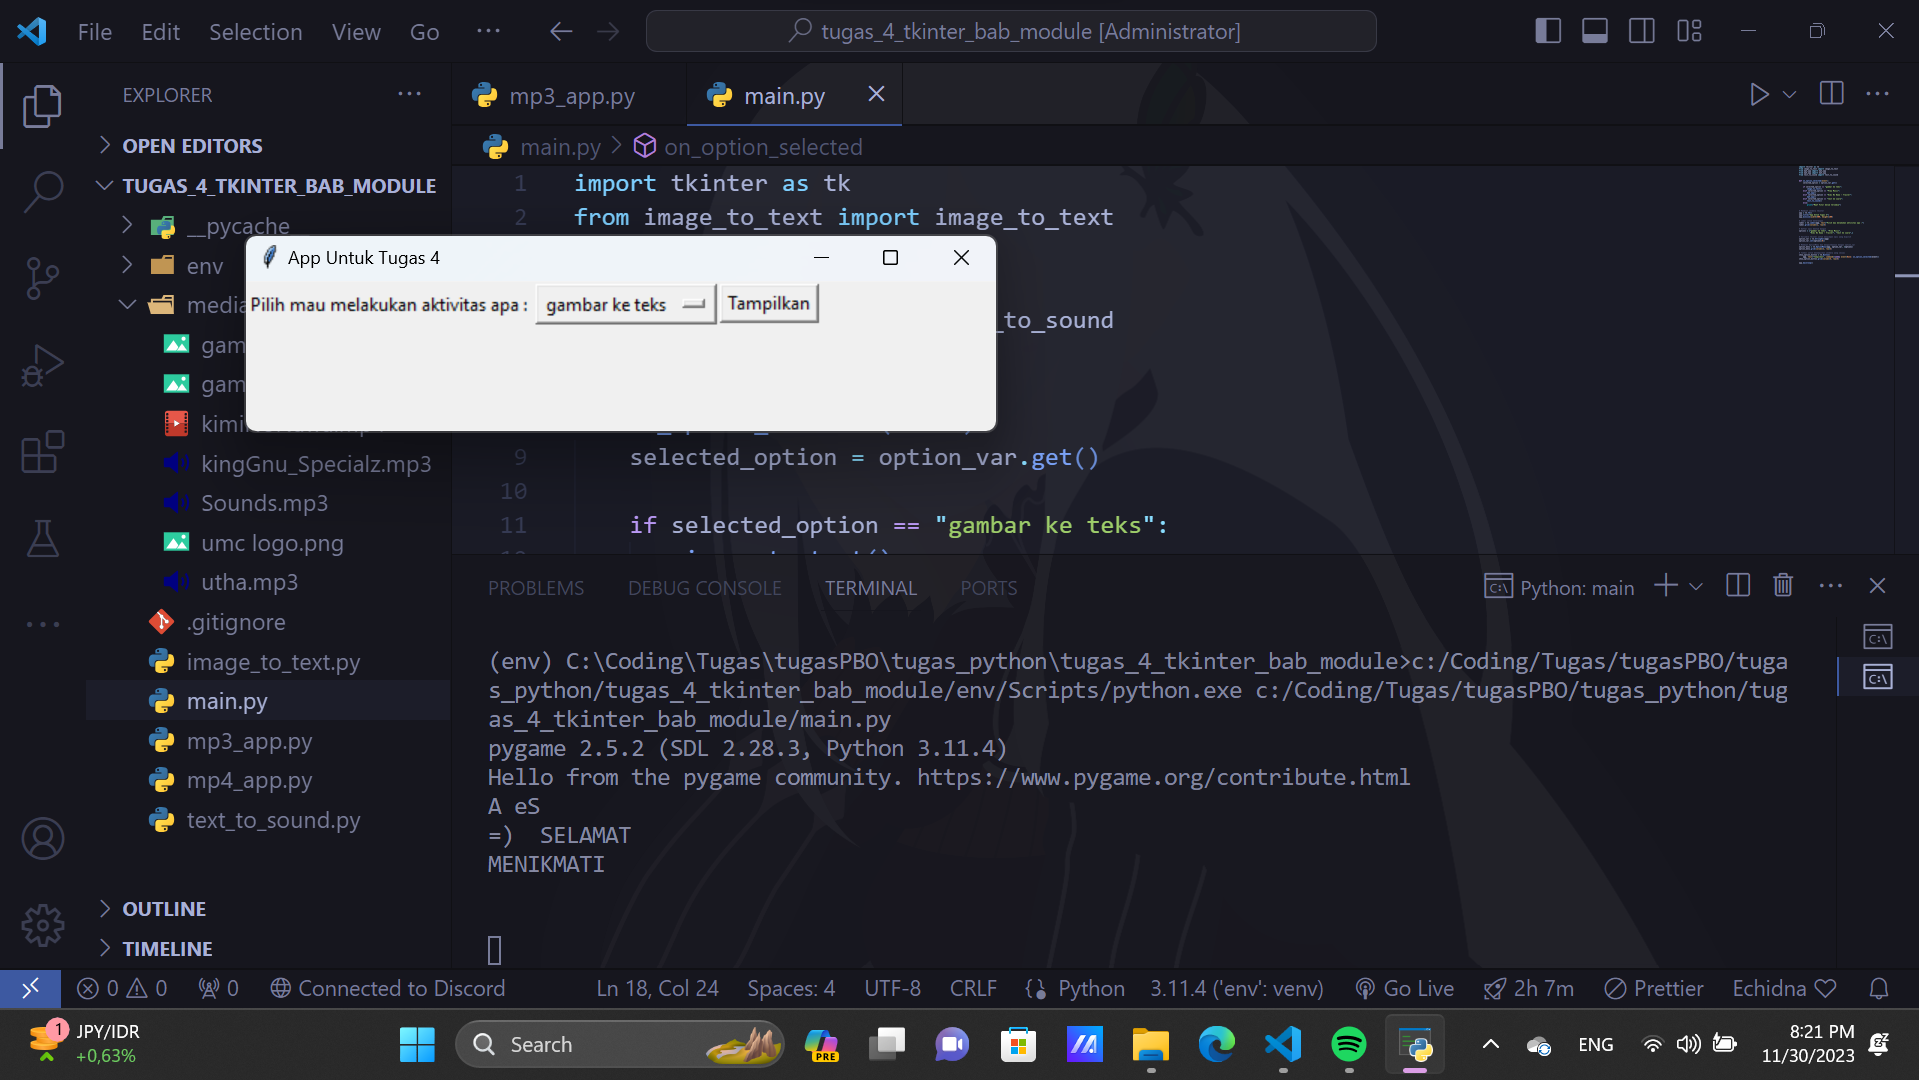 File Edit Selection View Go ···
tugas_4_tkinter_bab_module [Administrator]
EXPLORER
OPEN EDITORS
TUGAS_4_TKINTER_BAB_MODULE
__pycache
env
media
gam
gam
kingGnu_Specialz.mp3
Sounds.mp3
umc logo.png
utha.mp3
.gitignore
image_to_text.py
main.py
mp3_app.py
mp4_app.py
text_to_sound.py
OUTLINE
TIMELINE
mp3_app.py main.py
main.py > on_option_selected
1 import tkinter as tk
2 from image_to_text import image_to_text
_to_sound
9 selected_option = option_var.get()
10
11 if selected_option == "gambar ke teks":
App Untuk Tugas 4
Pilih mau melakukan aktivitas apa : gambar ke teks Tampilkan
PROBLEMS DEBUG CONSOLE TERMINAL PORTS
Python: main
(env) C:\Coding\Tugas\tugasPBO\tugas_python\tugas_4_tkinter_bab_module>c:/Coding/Tugas/tugasPBO/tuga
s_python/tugas_4_tkinter_bab_module/env/Scripts/python.exe c:/Coding/Tugas/tugasPBO/tugas_python/tug
as_4_tkinter_bab_module/main.py
pygame 2.5.2 (SDL 2.28.3, Python 3.11.4)
Hello from the pygame community. https://www.pygame.org/contribute.html
A eS
=) SELAMAT
MENIKMATI
0 0 0 Connected to Discord Ln 18, Col 24 Spaces: 4 UTF-8 CRLF Python 3.11.4 ('env': venv) Go Live 2h 7m Prettier Echidna
1 JPY/IDR
+0,63%
Search
PRE
ENG
8:21 PM
11/30/2023